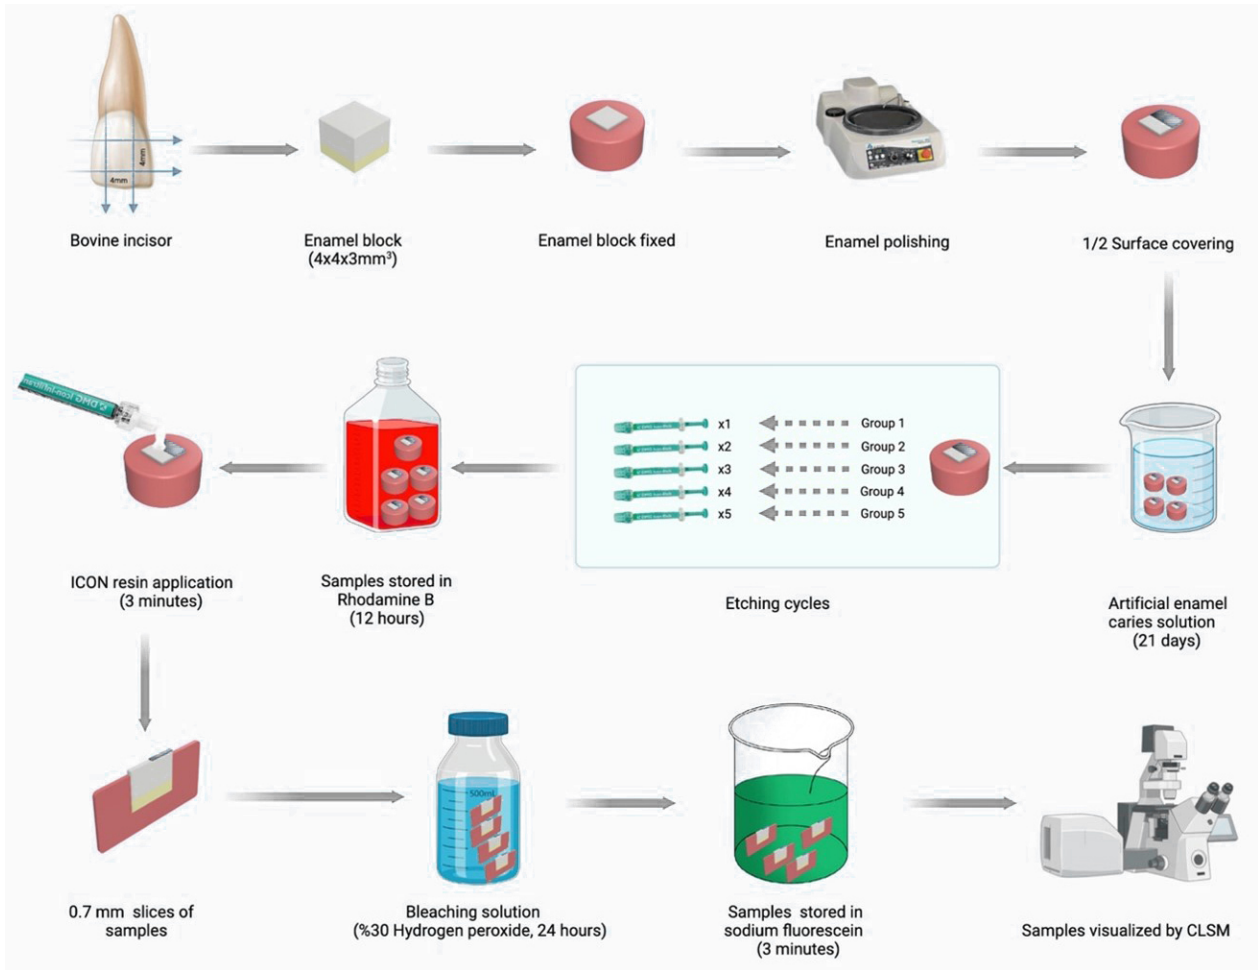 4mm
4mm
Bovine incisor
Enamel block
(4x4x3mm³)
Enamel block fixed
Enamel polishing
1/2 Surface covering
x1
Group 1
x2
Group 2
x3
Group 3
x4
Group 4
x5
Group 5
ICON resin application
(3 minutes)
Samples stored in
Rhodamine B
(12 hours)
Etching cycles
Artificial enamel
caries solution
(21 days)
500mL
0.7 mm slices of
samples
Bleaching solution
(%30 Hydrogen peroxide, 24 hours)
Samples stored in
sodium fluorescein
(3 minutes)
Samples visualized by CLSM